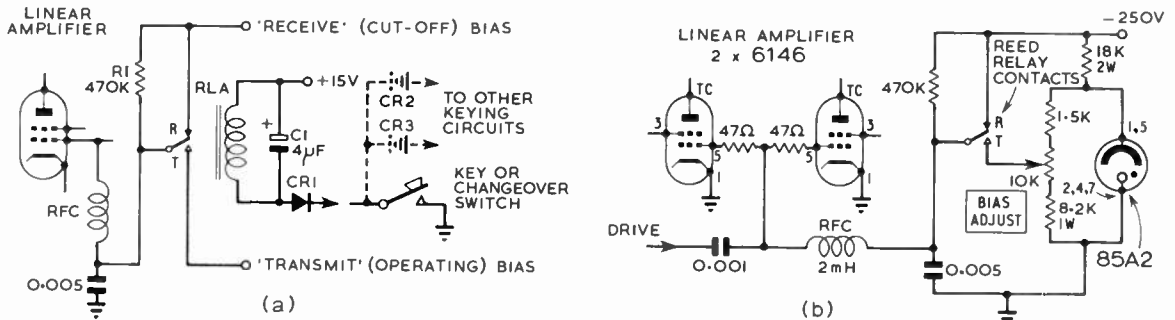 LINEAR
AMPLIFIER
'RECEIVE' (CUT-OFF) BIAS
R1
470K
RLA
+15V
CR2
CR3
TO OTHER
KEYING
CIRCUITS
R
T
+
C1
4μF
CR1
KEY OR
CHANGEOVER
SWITCH
RFC
0·005
'TRANSMIT' (OPERATING) BIAS
(a)
LINEAR AMPLIFIER
2 x 6146
-250V
18K
2W
REED
RELAY
CONTACTS
470K
TC
TC
3
3
47Ω
47Ω
5
5
1
1
R
T
1.5K
1,5
10K
BIAS
ADJUST
2,4,7
8·2K
1W
85A2
DRIVE
0·001
RFC
2mH
0·005
(b)